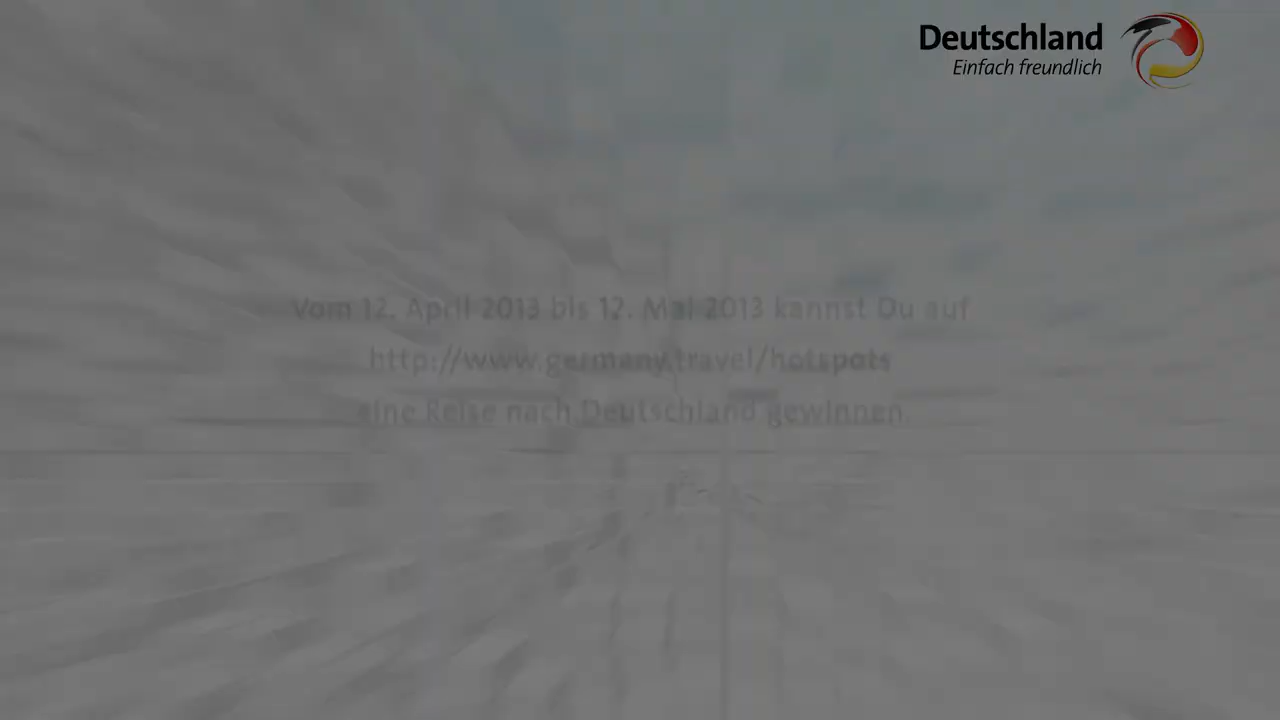 Deutschland
Einfach freundlich
Vom 12. April 2013 bis 12. Mai 2013 kannst Du auf
http://www.germany.travel/hotspots
eine Reise nach Deutschland gewinnen